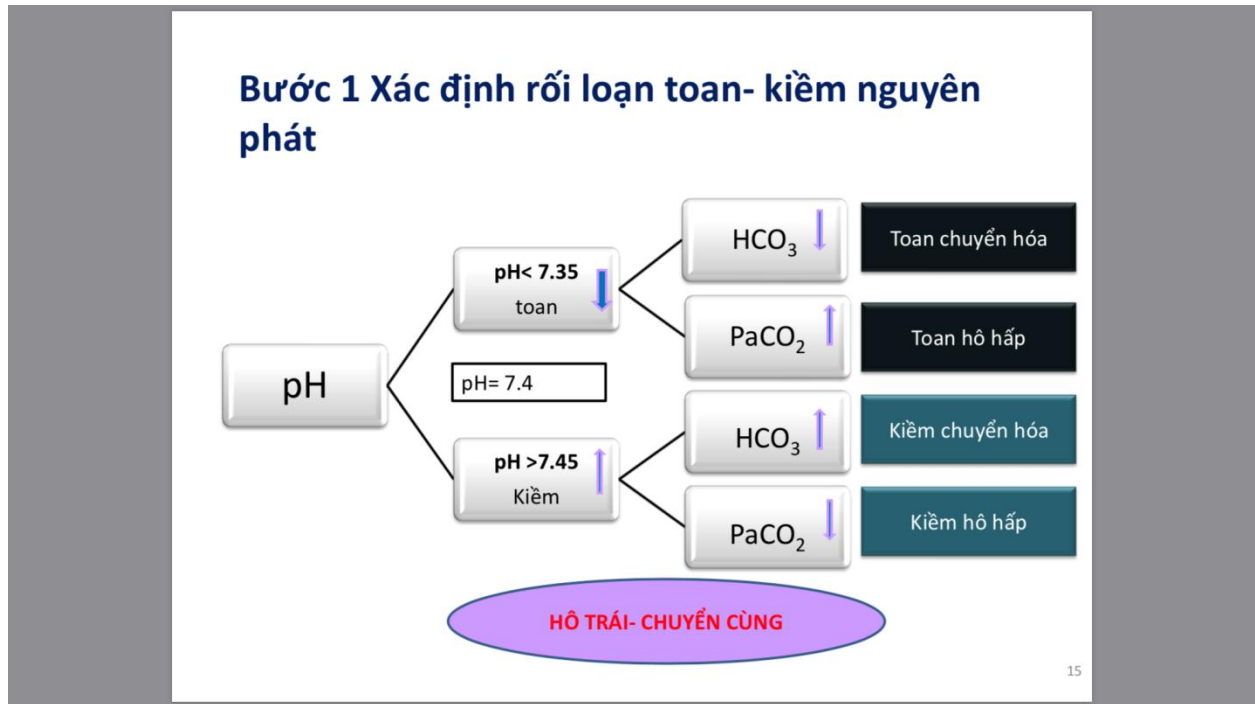 Bước 1 Xác định rối loạn toan- kiềm nguyên
phát
pH
pH< 7.35
toan
pH= 7.4
pH >7.45
Kiềm
HCO3
Toan chuyển hóa
PaCO2
Toan hô hấp
HCO3
Kiềm chuyển hóa
PaCO2
Kiềm hô hấp
HÔ TRÁI- CHUYỂN CÙNG
15